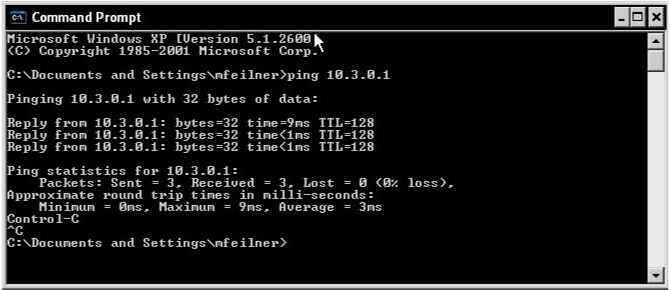 Command Prompt
Microsoft Windows XP [Version 5.1.2600]
(C) Copyright 1985-2001 Microsoft Corp.
C:\Documents and Settings\mfeilner>ping 10.3.0.1
Pinging 10.3.0.1 with 32 bytes of data:
Reply from 10.3.0.1: bytes=32 time=9ms TTL=128
Reply from 10.3.0.1: bytes=32 time<1ms TTL=128
Reply from 10.3.0.1: bytes=32 time<1ms TTL=128
Ping statistics for 10.3.0.1:
    Packets: Sent = 3, Received = 3, Lost = 0 (0% loss),
Approximate round trip times in milli-seconds:
    Minimum = 0ms, Maximum = 9ms, Average = 3ms
Control-C
^C
C:\Documents and Settings\mfeilner>